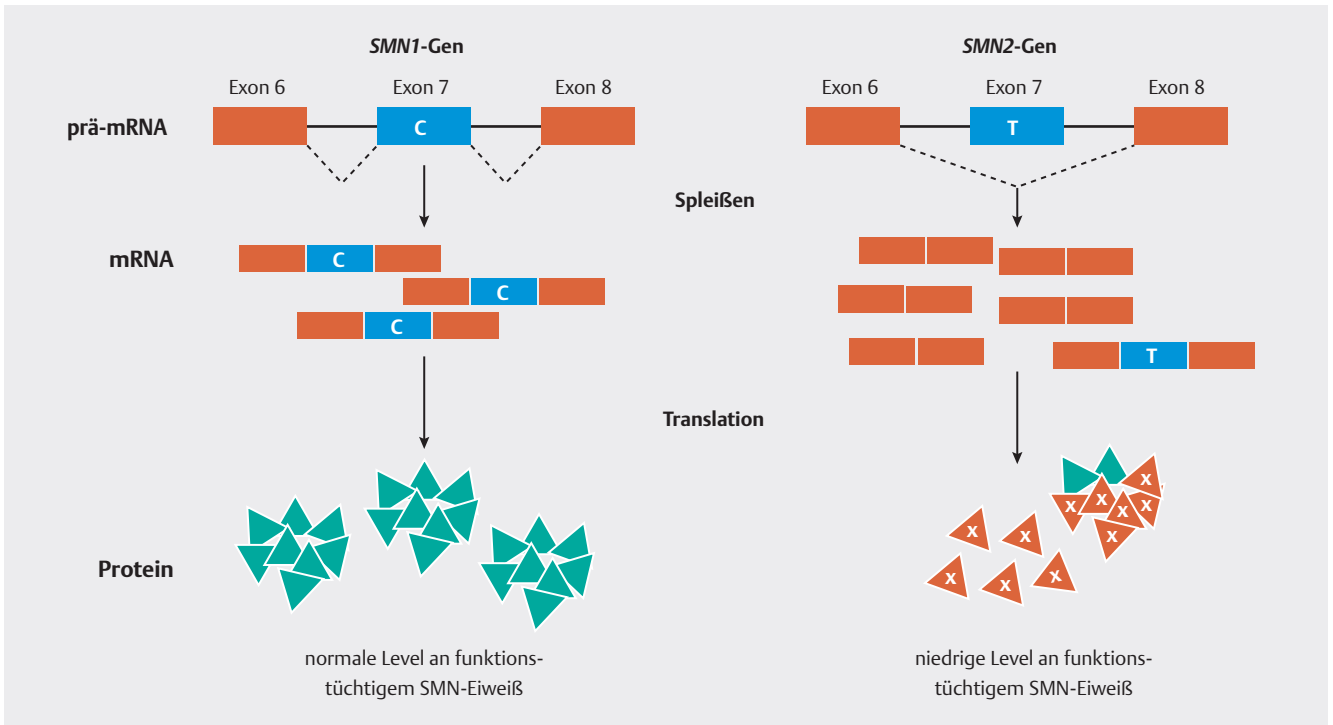 SMN1-Gen
SMN2-Gen
Exon 6 Exon 7 Exon 8
Exon 6 Exon 7 Exon 8
prä-mRNA
C
T
Spleißen
mRNA
C
C
C
T
Translation
Protein
x
x
x
x
x
x
x
x
x
x
x
normale Level an funktions-
tüchtigem SMN-Eiweiß
niedrige Level an funktions-
tüchtigem SMN-Eiweiß